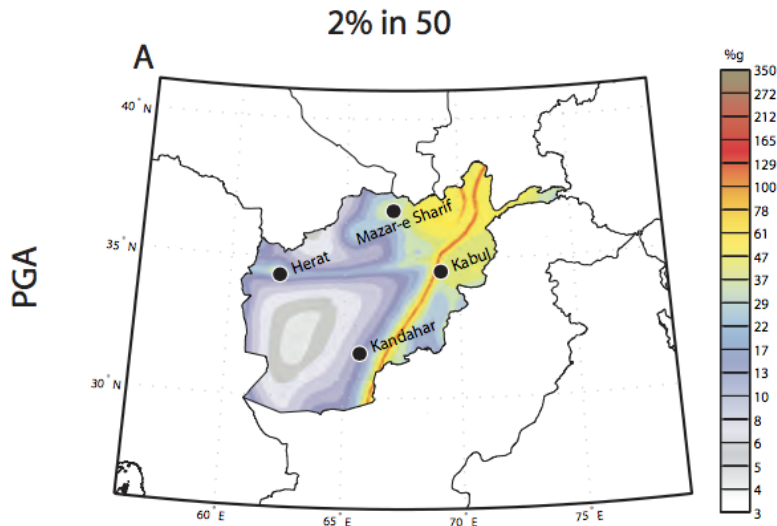 2% in 50
A
%g
350
272
212
165
129
100
78
61
47
37
29
22
17
13
10
8
6
5
4
3
40° N
35° N
30° N
PGA
Mazar-e Sharif
Herat
Kabul
Kandahar
60° E
65° E
70° E
75° E